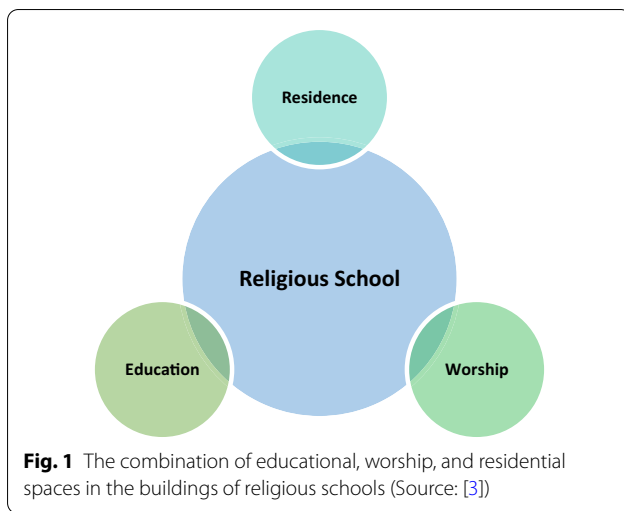 Residence
Religious School
Education
Worship
Fig. 1 The combination of educational, worship, and residential
spaces in the buildings of religious schools (Source: [3])